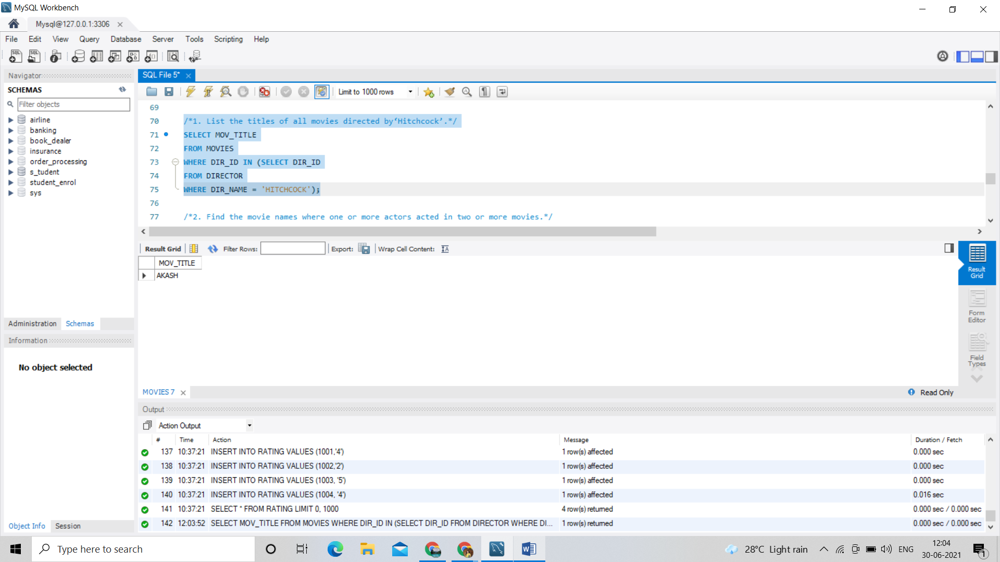 MySQL Workbench
Mysql@127.0.0.1:3306
File Edit View Query Database Server Tools Scripting Help
Navigator
SCHEMAS
Filter objects
airline
banking
book_dealer
insurance
order_processing
s_tudent
student_enrol
sys
Administration Schemas
Information
No object selected
Object Info Session
SQL File 5*
Limit to 1000 rows
69
70 /*1. List the titles of all movies directed by‘Hitchcock’.*/
71 SELECT MOV_TITLE
72 FROM MOVIES
73 WHERE DIR_ID IN (SELECT DIR_ID
74 FROM DIRECTOR
75 WHERE DIR_NAME = 'HITCHCOCK');
76
77 /*2. Find the movie names where one or more actors acted in two or more movies.*/
Result Grid Filter Rows: Export: Wrap Cell Content:
MOV_TITLE
AKASH
Result Grid
Form Editor
Field Types
MOVIES 7 Read Only
Output
Action Output
# Time Action Message Duration / Fetch
137 10:37:21 INSERT INTO RATING VALUES (1001,'4') 1 row(s) affected 0.000 sec
138 10:37:21 INSERT INTO RATING VALUES (1002,'2') 1 row(s) affected 0.000 sec
139 10:37:21 INSERT INTO RATING VALUES (1003, '5') 1 row(s) affected 0.000 sec
140 10:37:21 INSERT INTO RATING VALUES (1004, '4') 1 row(s) affected 0.016 sec
141 10:37:21 SELECT * FROM RATING LIMIT 0, 1000 4 row(s) returned 0.000 sec / 0.000 sec
142 12:03:52 SELECT MOV_TITLE FROM MOVIES WHERE DIR_ID IN (SELECT DIR_ID FROM DIRECTOR WHERE DI... 1 row(s) returned 0.000 sec / 0.000 sec
Type here to search
28°C Light rain ENG
12:04
30-06-2021
1